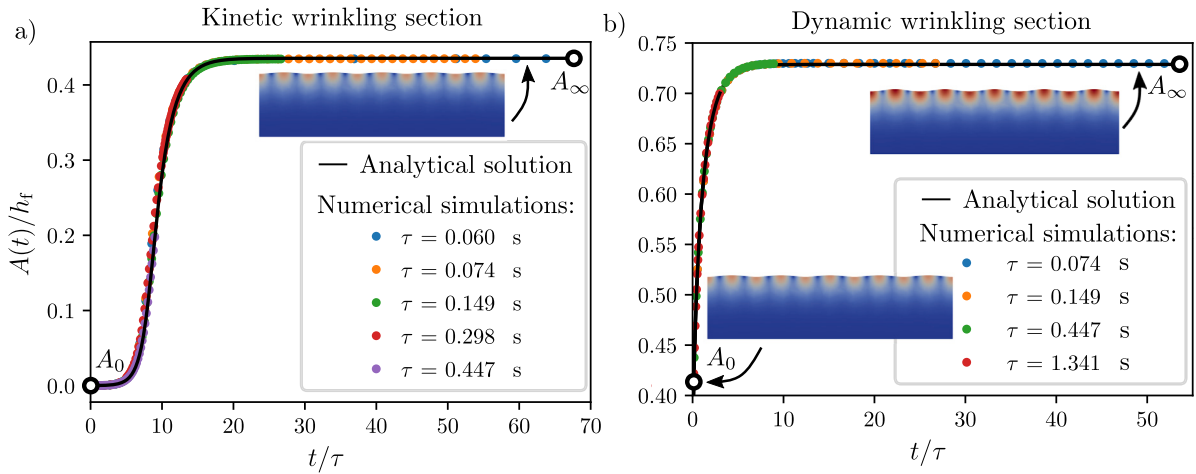 a)
Kinetic wrinkling section
A(t)/h_f
0.4
0.3
0.2
0.1
0.0
A_0
A_∞
Analytical solution
Numerical simulations:
τ = 0.060 s
τ = 0.074 s
τ = 0.149 s
τ = 0.298 s
τ = 0.447 s
0 10 20 30 40 50 60 70
t/τ
b)
Dynamic wrinkling section
0.75
0.70
0.65
0.60
0.55
0.50
0.45
0.40
A_∞
Analytical solution
Numerical simulations:
τ = 0.074 s
τ = 0.149 s
τ = 0.447 s
τ = 1.341 s
A_0
0 10 20 30 40 50
t/τ